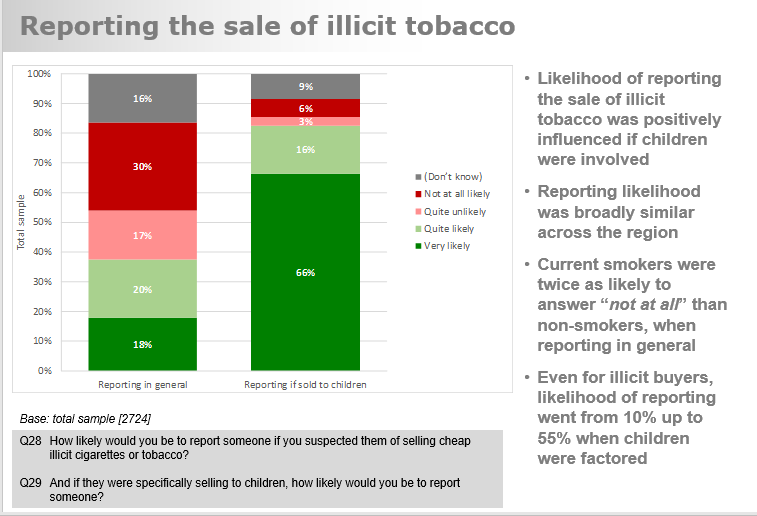 Reporting the sale of illicit tobacco
100%
90%
80%
70%
60%
50%
40%
30%
20%
10%
0%
Total sample
16%
30%
17%
20%
18%
9%
6%
3%
16%
66%
Reporting in general
Reporting if sold to children
(Don't know)
Not at all likely
Quite unlikely
Quite likely
Very likely
• Likelihood of reporting
the sale of illicit
tobacco was positively
influenced if children
were involved
• Reporting likelihood
was broadly similar
across the region
• Current smokers were
twice as likely to
answer “not at all” than
non-smokers, when
reporting in general
• Even for illicit buyers,
likelihood of reporting
went from 10% up to
55% when children
were factored
Base: total sample [2724]
Q28 How likely would you be to report someone if you suspected them of selling cheap
illicit cigarettes or tobacco?
Q29 And if they were specifically selling to children, how likely would you be to report
someone?